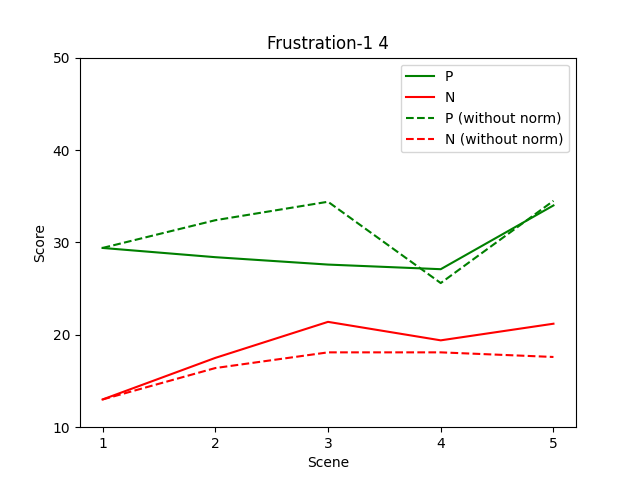 Frustration-1 4
50
40
30
20
10
Score
P
N
P (without norm)
N (without norm)
1 2 3 4 5
Scene